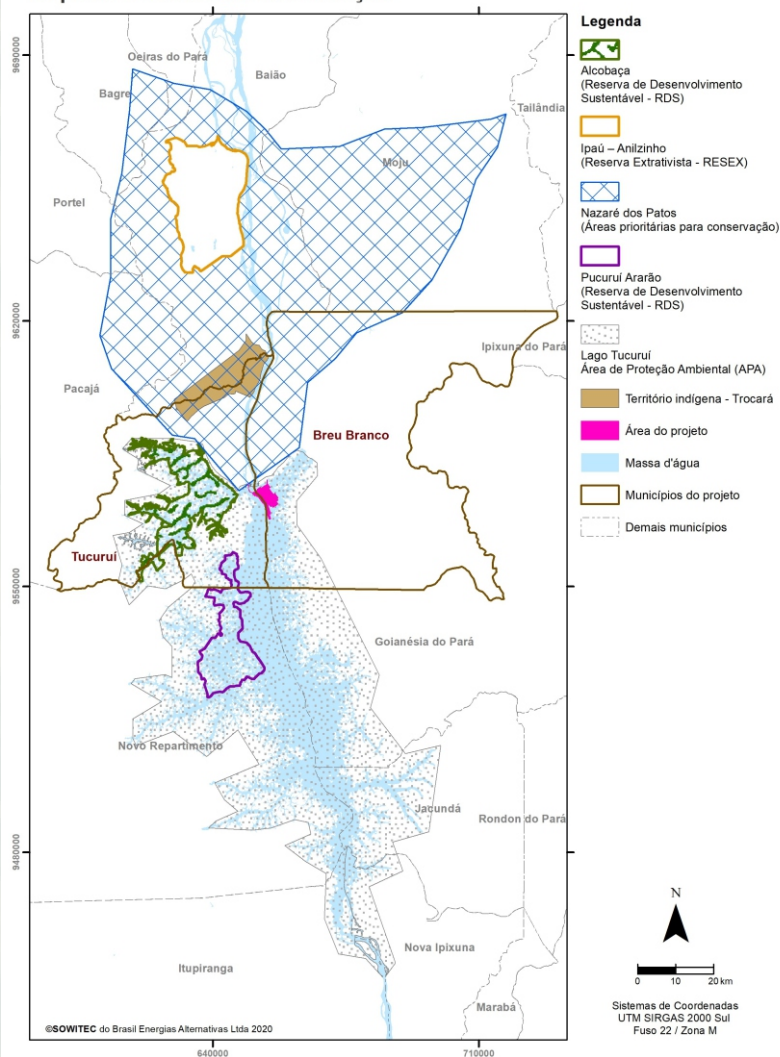 Oeiras do Pará
Baião
Bagre
Tailândia
Moju
Portel
Ipixuna do Pará
Pacajá
Breu Branco
Tucuruí
Goianésia do Pará
Novo Repartimento
Jacundá
Rondon do Pará
Nova Ipixuna
Itupiranga
Marabá
9690000
9620000
9550000
9480000
640000
710000
©SOWITEC do Brasil Energias Alternativas Ltda 2020
Legenda
Alcobaça
(Reserva de Desenvolvimento
Sustentável - RDS)
Ipaú – Anilzinho
(Reserva Extrativista - RESEX)
Nazaré dos Patos
(Áreas prioritárias para conservação)
Pucuruí Ararão
(Reserva de Desenvolvimento
Sustentável - RDS)
Lago Tucuruí
Área de Proteção Ambiental (APA)
Território indígena - Trocará
Área do projeto
Massa d'água
Municípios do projeto
Demais municípios
N
0 10 20 km
Sistemas de Coordenadas
UTM SIRGAS 2000 Sul
Fuso 22 / Zona M